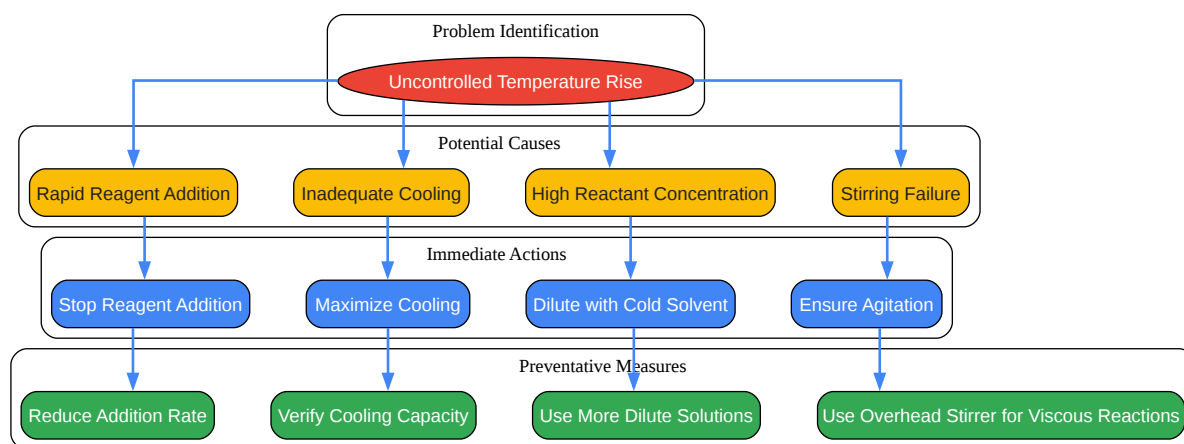 Problem Identification
Uncontrolled Temperature Rise
Potential Causes
Rapid Reagent Addition
Inadequate Cooling
High Reactant Concentration
Stirring Failure
Immediate Actions
Stop Reagent Addition
Maximize Cooling
Dilute with Cold Solvent
Ensure Agitation
Preventative Measures
Reduce Addition Rate
Verify Cooling Capacity
Use More Dilute Solutions
Use Overhead Stirrer for Viscous Reactions